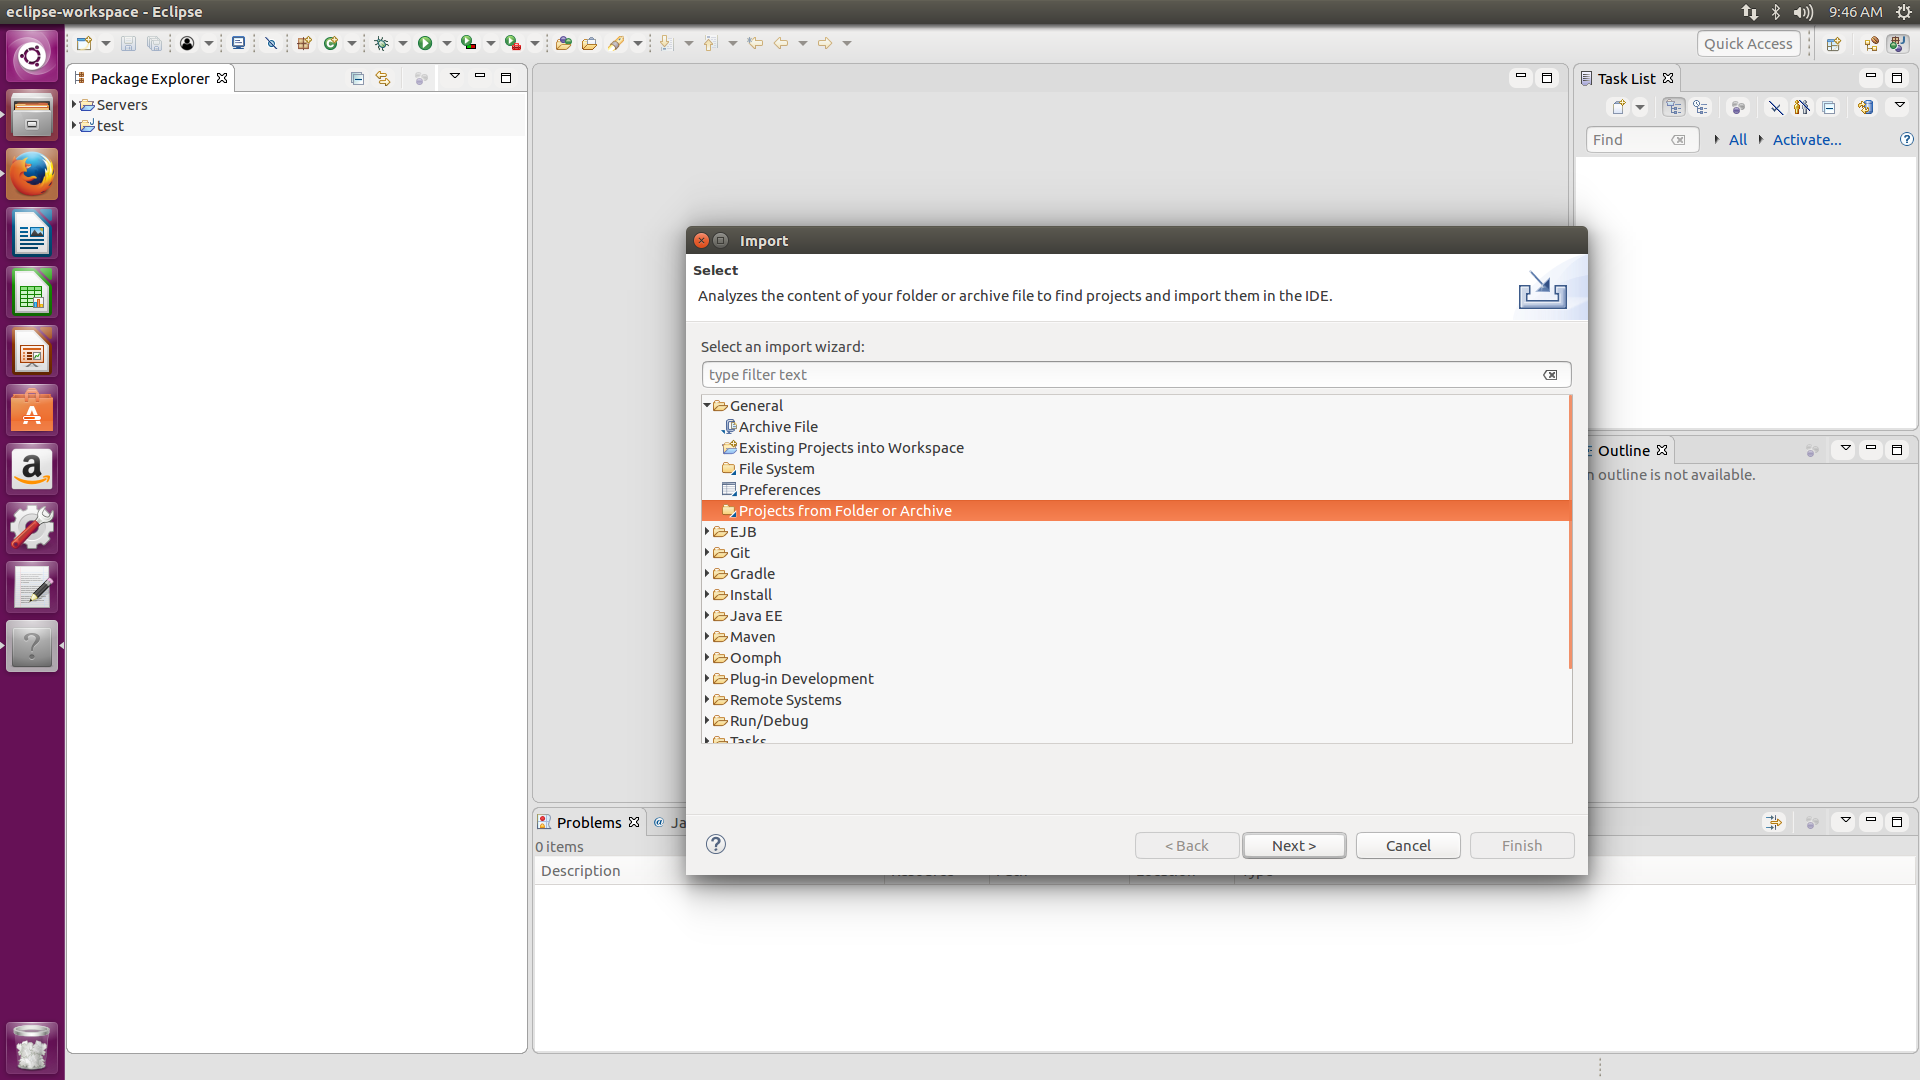 eclipse-workspace - Eclipse
9:46 AM
Quick Access
Package Explorer
Servers
test
Task List
Find
All
Activate...
Import
Select
Analyzes the content of your folder or archive file to find projects and import them in the IDE.
Select an import wizard:
type filter text
General
Archive File
Existing Projects into Workspace
File System
Preferences
Projects from Folder or Archive
EJB
Git
Gradle
Install
Java EE
Maven
Oomph
Plug-in Development
Remote Systems
Run/Debug
Tasks
< Back
Next >
Cancel
Finish
Outline
outline is not available.
Problems
@ Ja
0 items
Description